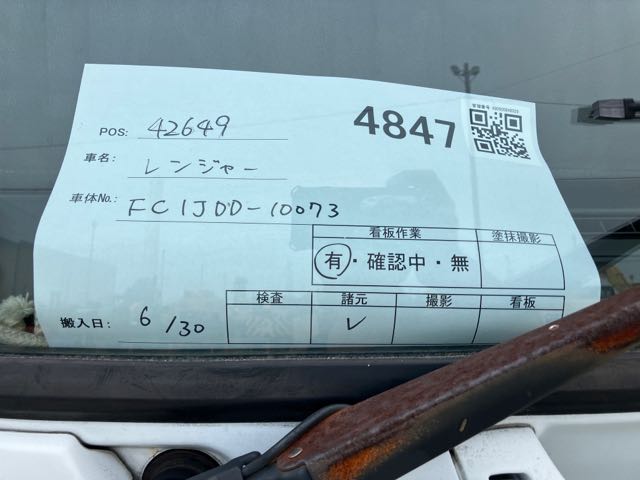 POS: 42649
4847
車名: レンジャー
車体No.: FC1JDD-10073
看板作業 塗抹撮影
有・確認中・無
検査 諸元 撮影 看板
搬入日: 6/30 レ